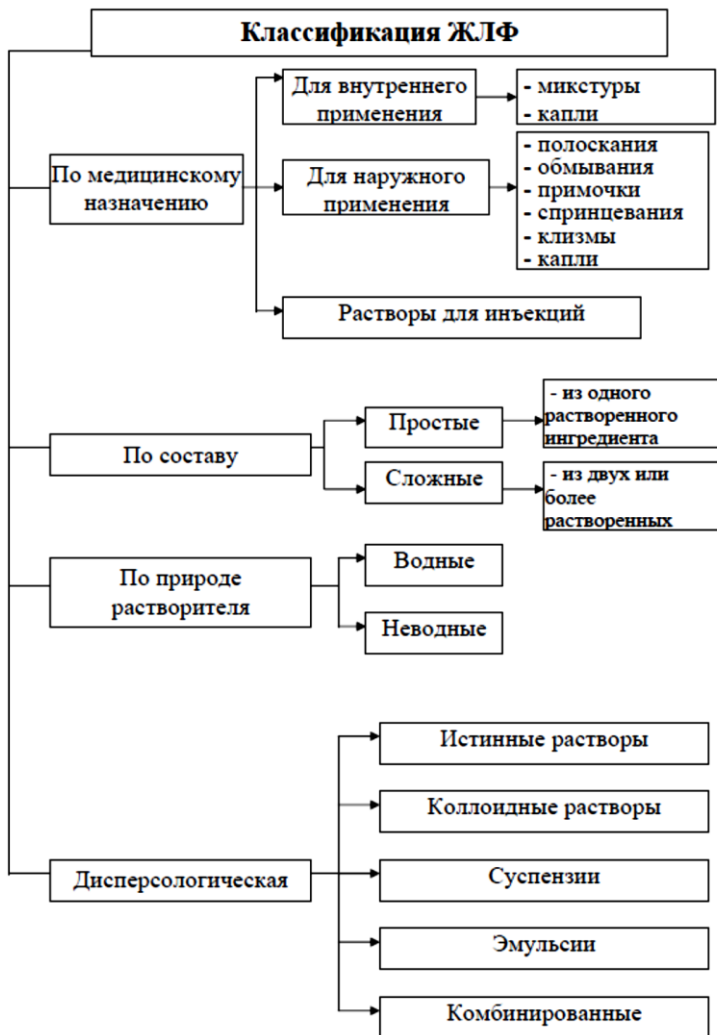 Классификация ЖЛФ
По медицинскому
назначению
Для внутреннего
применения
- микстуры
- капли
Для наружного
применения
- полоскания
- обмывания
- примочки
- спринцевания
- клизмы
- капли
Растворы для инъекций
По составу
Простые
- из одного
растворенного
ингредиента
Сложные
- из двух или
более
растворенных
По природе
растворителя
Водные
Неводные
Дисперсологическая
Истинные растворы
Коллоидные растворы
Суспензии
Эмульсии
Комбинированные